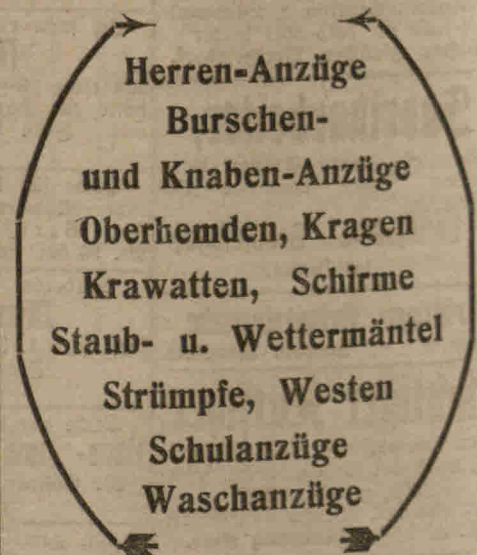 Herren-Anzüge
Burschen-
und Knaben-Anzüge
Oberhemden, Kragen
Krawatten, Schirme
Staub- u. Wettermäntel
Strümpfe, Westen
Schulanzüge
Waschanzüge